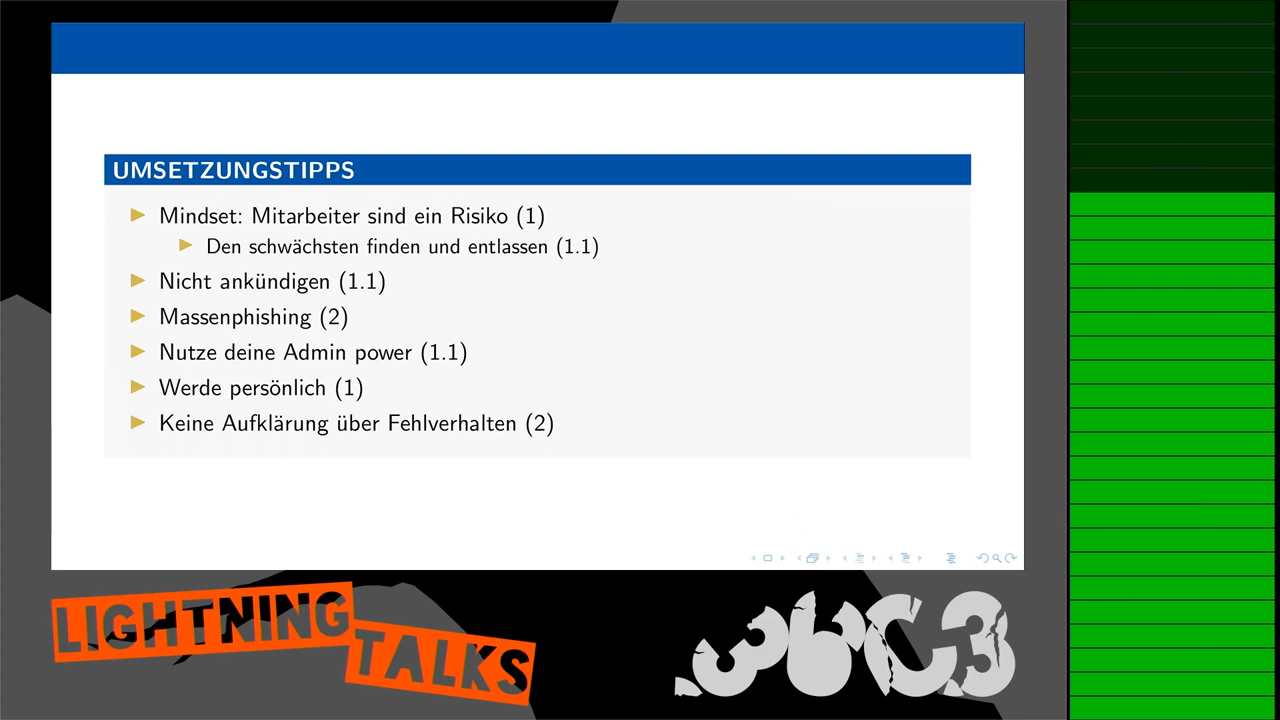 UMSETZUNGSTIPPS
Mindset: Mitarbeiter sind ein Risiko (1)
Den schwächsten finden und entlassen (1.1)
Nicht ankündigen (1.1)
Massenphishing (2)
Nutze deine Admin power (1.1)
Werde persönlich (1)
Keine Aufklärung über Fehlverhalten (2)
LIGHTNING
TALKS
36C3